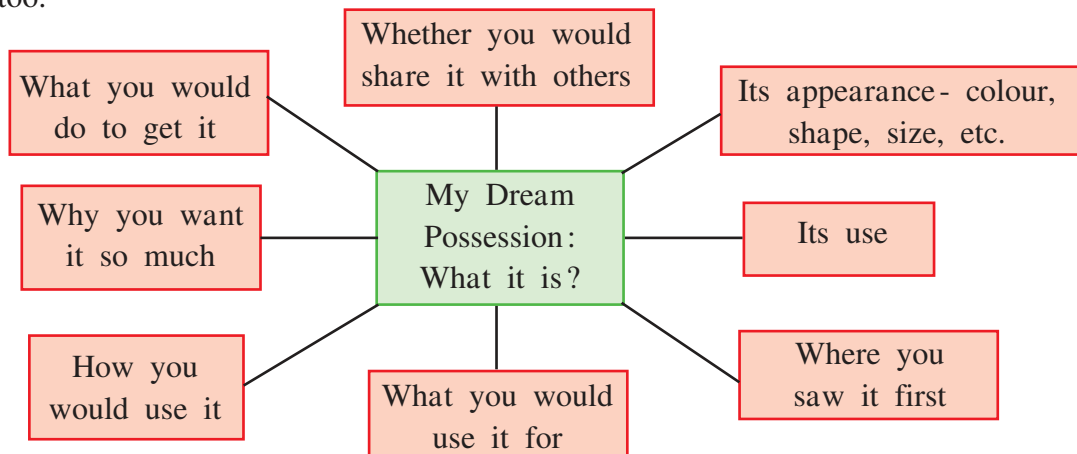 too.
Whether you would
share it with others
What you would
do to get it
Its appearance - colour,
shape, size, etc.
My Dream
Possession:
What it is?
Why you want
it so much
Its use
How you
would use it
What you would
use it for
Where you
saw it first